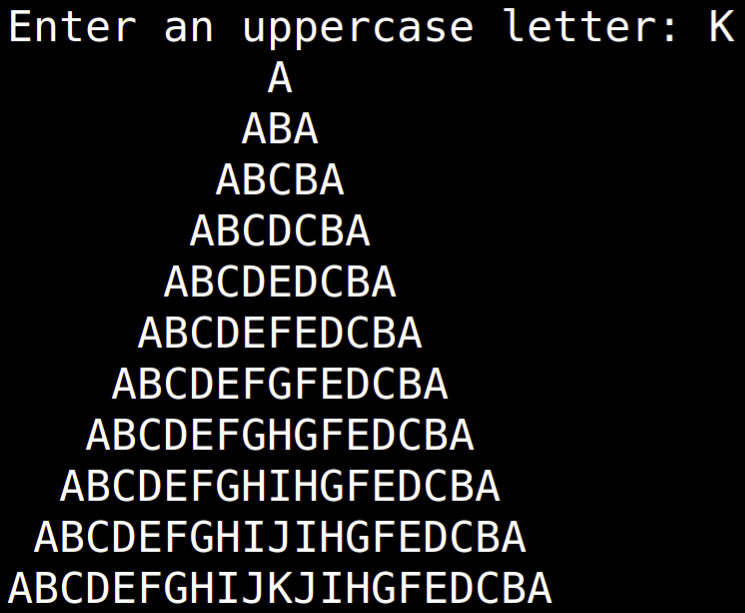 Enter an uppercase letter: K
          A
         ABA
        ABCBA
       ABCDCBA
      ABCDEDCBA
     ABCDEFEDCBA
    ABCDEFGFEDCBA
   ABCDEFGHGFEDCBA
  ABCDEFGHIHGFEDCBA
 ABCDEFGHIJIHGFEDCBA
ABCDEFGHIJKJIHGFEDCBA